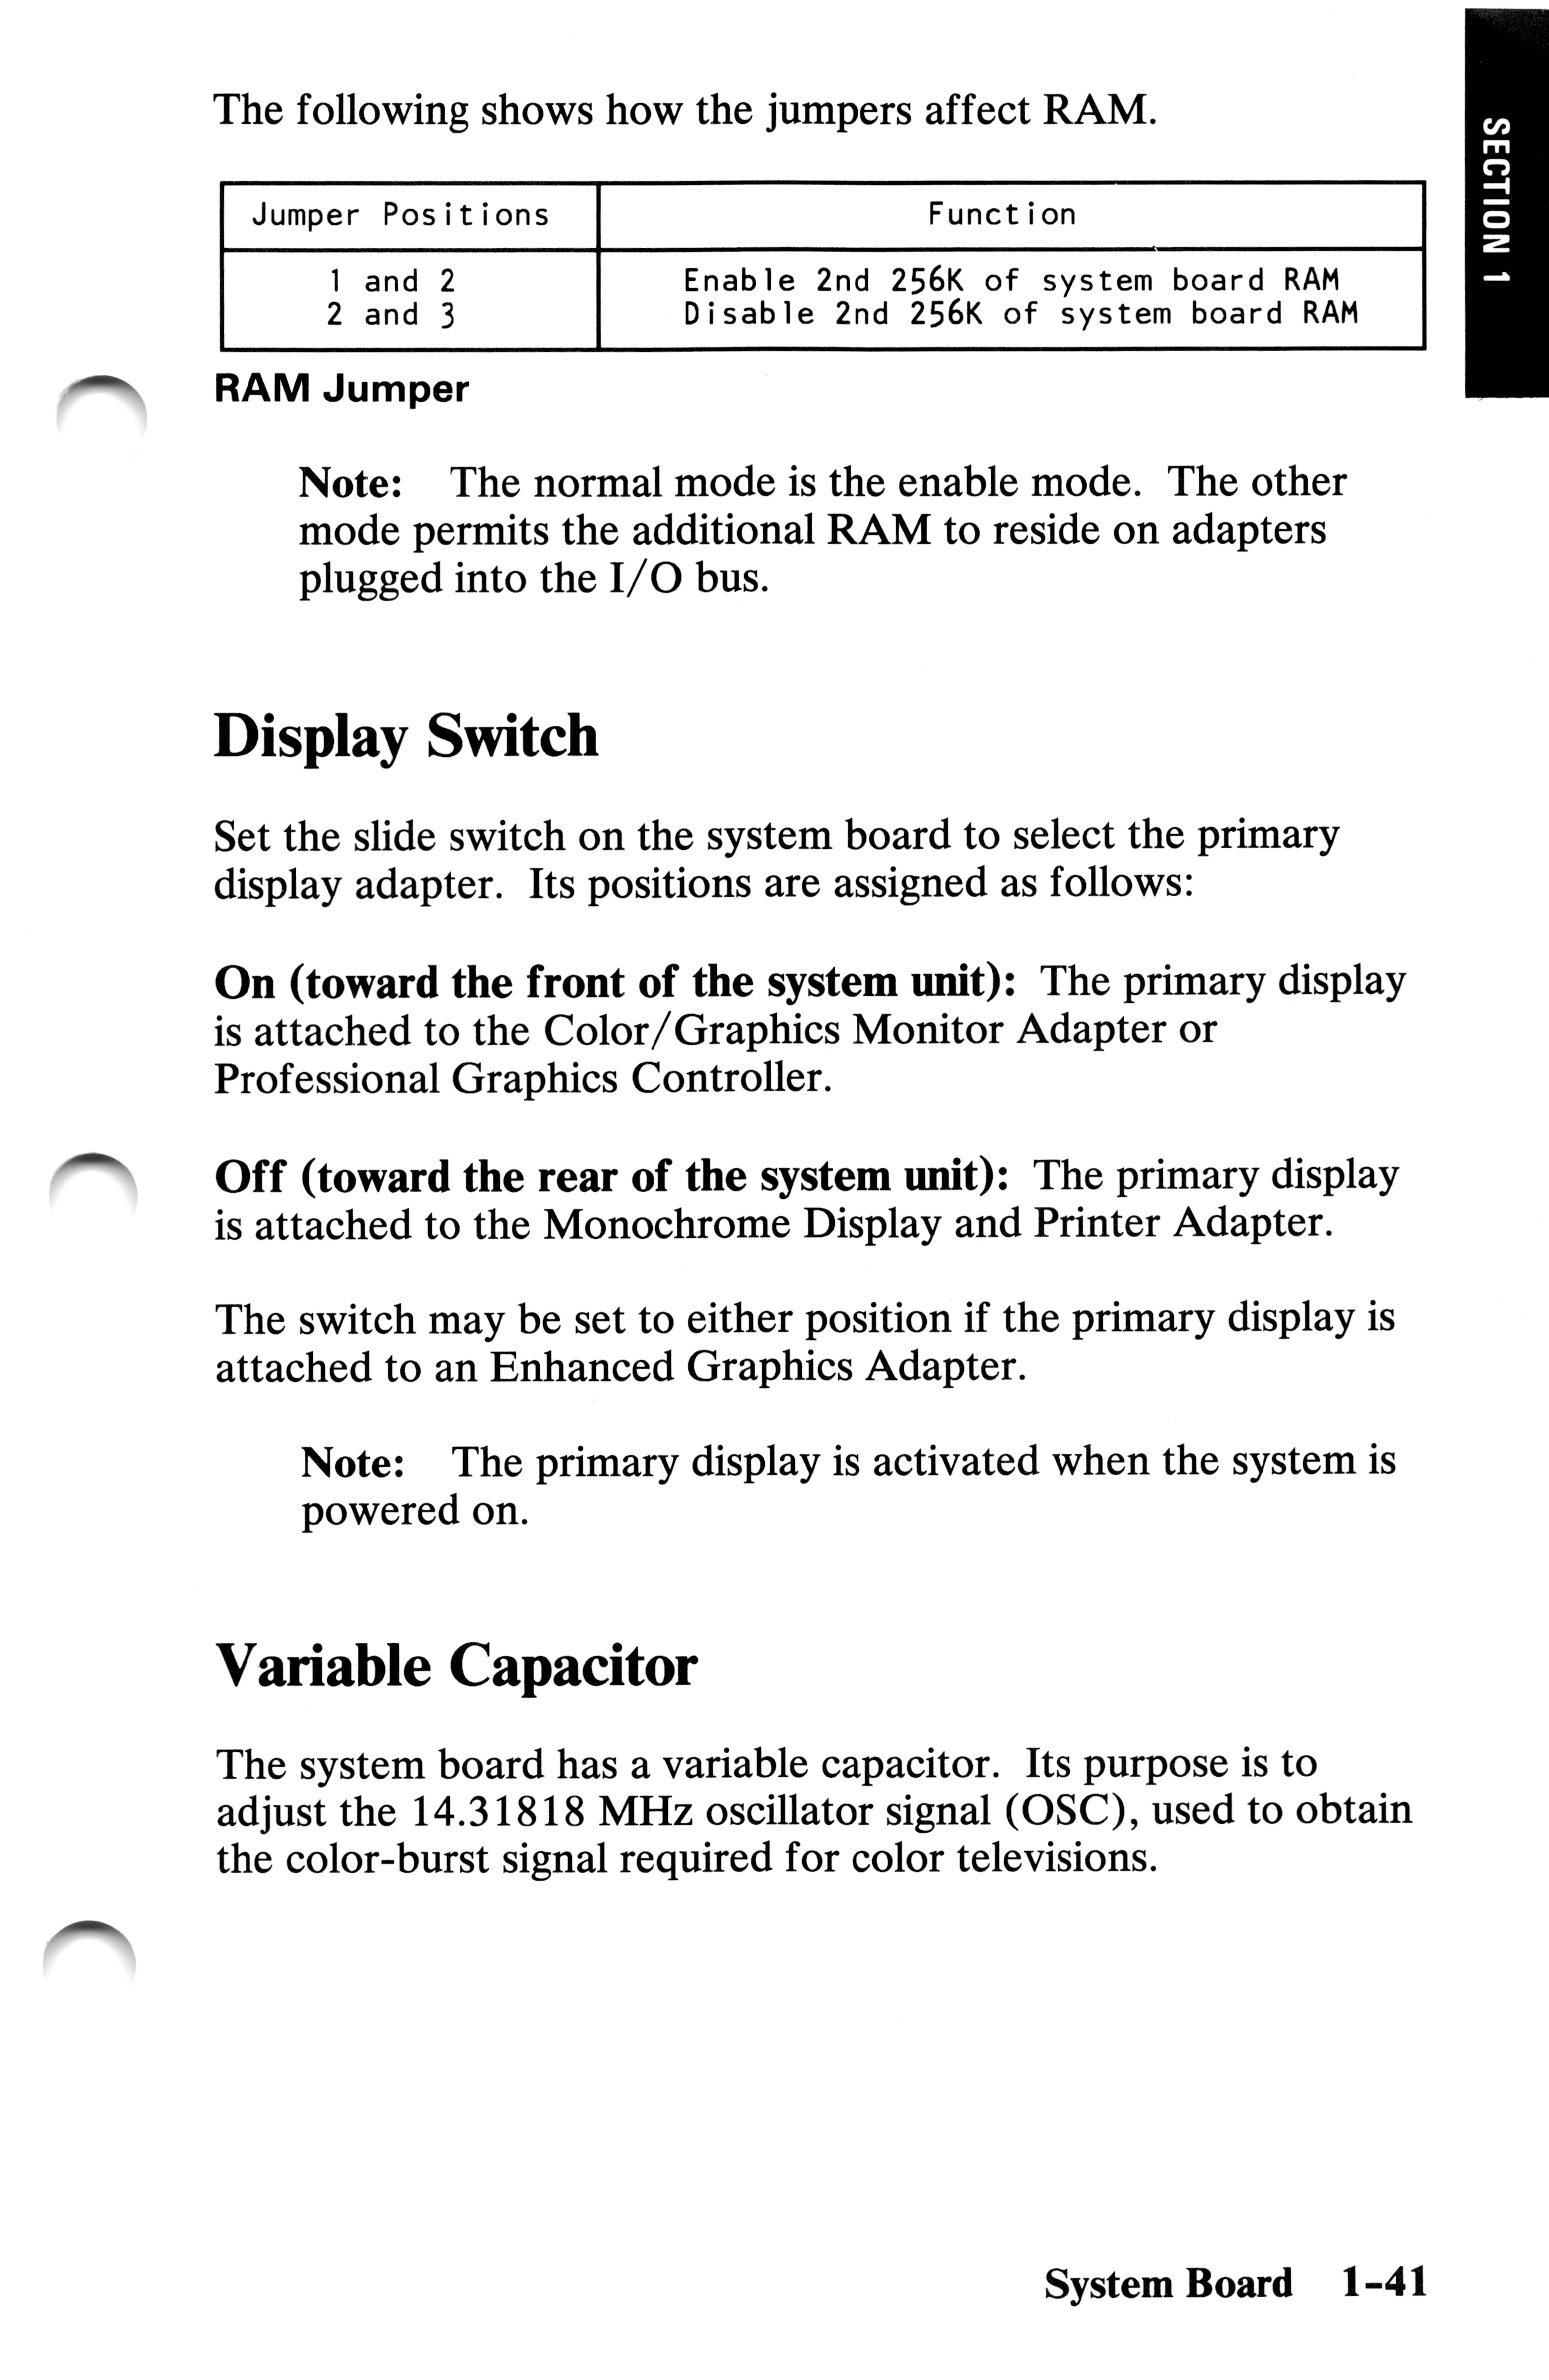 The following shows how the jumpers affect RAM.
SECTION 1
Jumper Positions Function
1 and 2 Enable 2nd 256K of system board RAM
2 and 3 Disable 2nd 256K of system board RAM
RAM Jumper
Note: The normal mode is the enable mode. The other
mode permits the additional RAM to reside on adapters
plugged into the I/O bus.
Display Switch
Set the slide switch on the system board to select the primary
display adapter. Its positions are assigned as follows:
On (toward the front of the system unit): The primary display
is attached to the Color/Graphics Monitor Adapter or
Professional Graphics Controller.
Off (toward the rear of the system unit): The primary display
is attached to the Monochrome Display and Printer Adapter.
The switch may be set to either position if the primary display is
attached to an Enhanced Graphics Adapter.
Note: The primary display is activated when the system is
powered on.
Variable Capacitor
The system board has a variable capacitor. Its purpose is to
adjust the 14.31818 MHz oscillator signal (OSC), used to obtain
the color-burst signal required for color televisions.
System Board 1-41